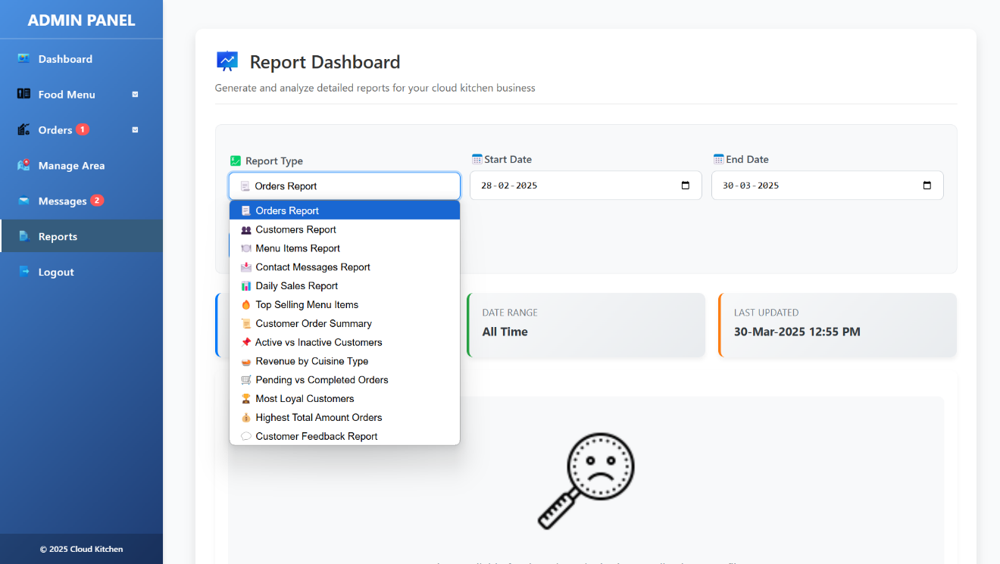 ADMIN PANEL
Dashboard
Food Menu
Orders 1
Manage Area
Messages 2
Reports
Logout
© 2025 Cloud Kitchen
Report Dashboard
Generate and analyze detailed reports for your cloud kitchen business
Report Type
Orders Report
Start Date
28-02-2025
End Date
30-03-2025
Orders Report
Customers Report
Menu Items Report
Contact Messages Report
Daily Sales Report
Top Selling Menu Items
Customer Order Summary
Active vs Inactive Customers
Revenue by Cuisine Type
Pending vs Completed Orders
Most Loyal Customers
Highest Total Amount Orders
Customer Feedback Report
DATE RANGE
All Time
LAST UPDATED
30-Mar-2025 12:55 PM